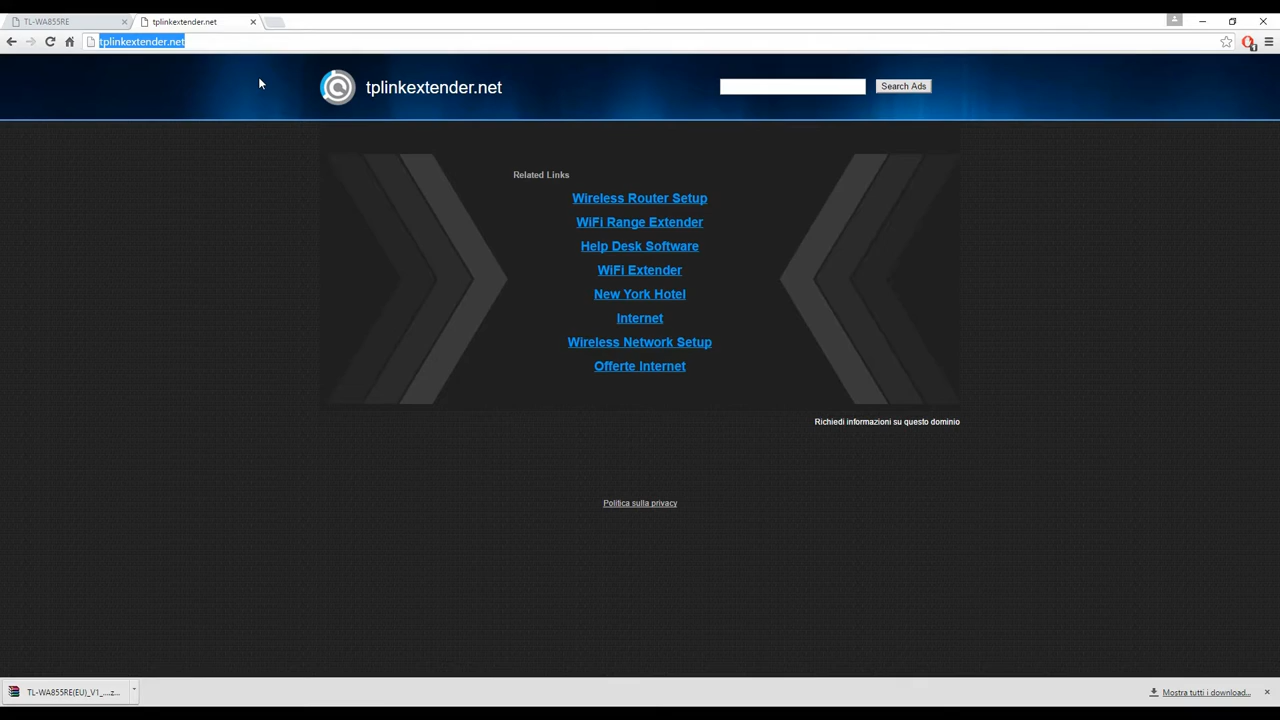 TL-WA855RE
tplinkextender.net
tplinkextender.net
tplinkextender.net
Search Ads
Related Links
Wireless Router Setup
WiFi Range Extender
Help Desk Software
WiFi Extender
New York Hotel
Internet
Wireless Network Setup
Offerte Internet
Richiedi informazioni su questo dominio
Politica sulla privacy
TL-WA855RE(EU)_V1_....z...
Mostra tutti i download...